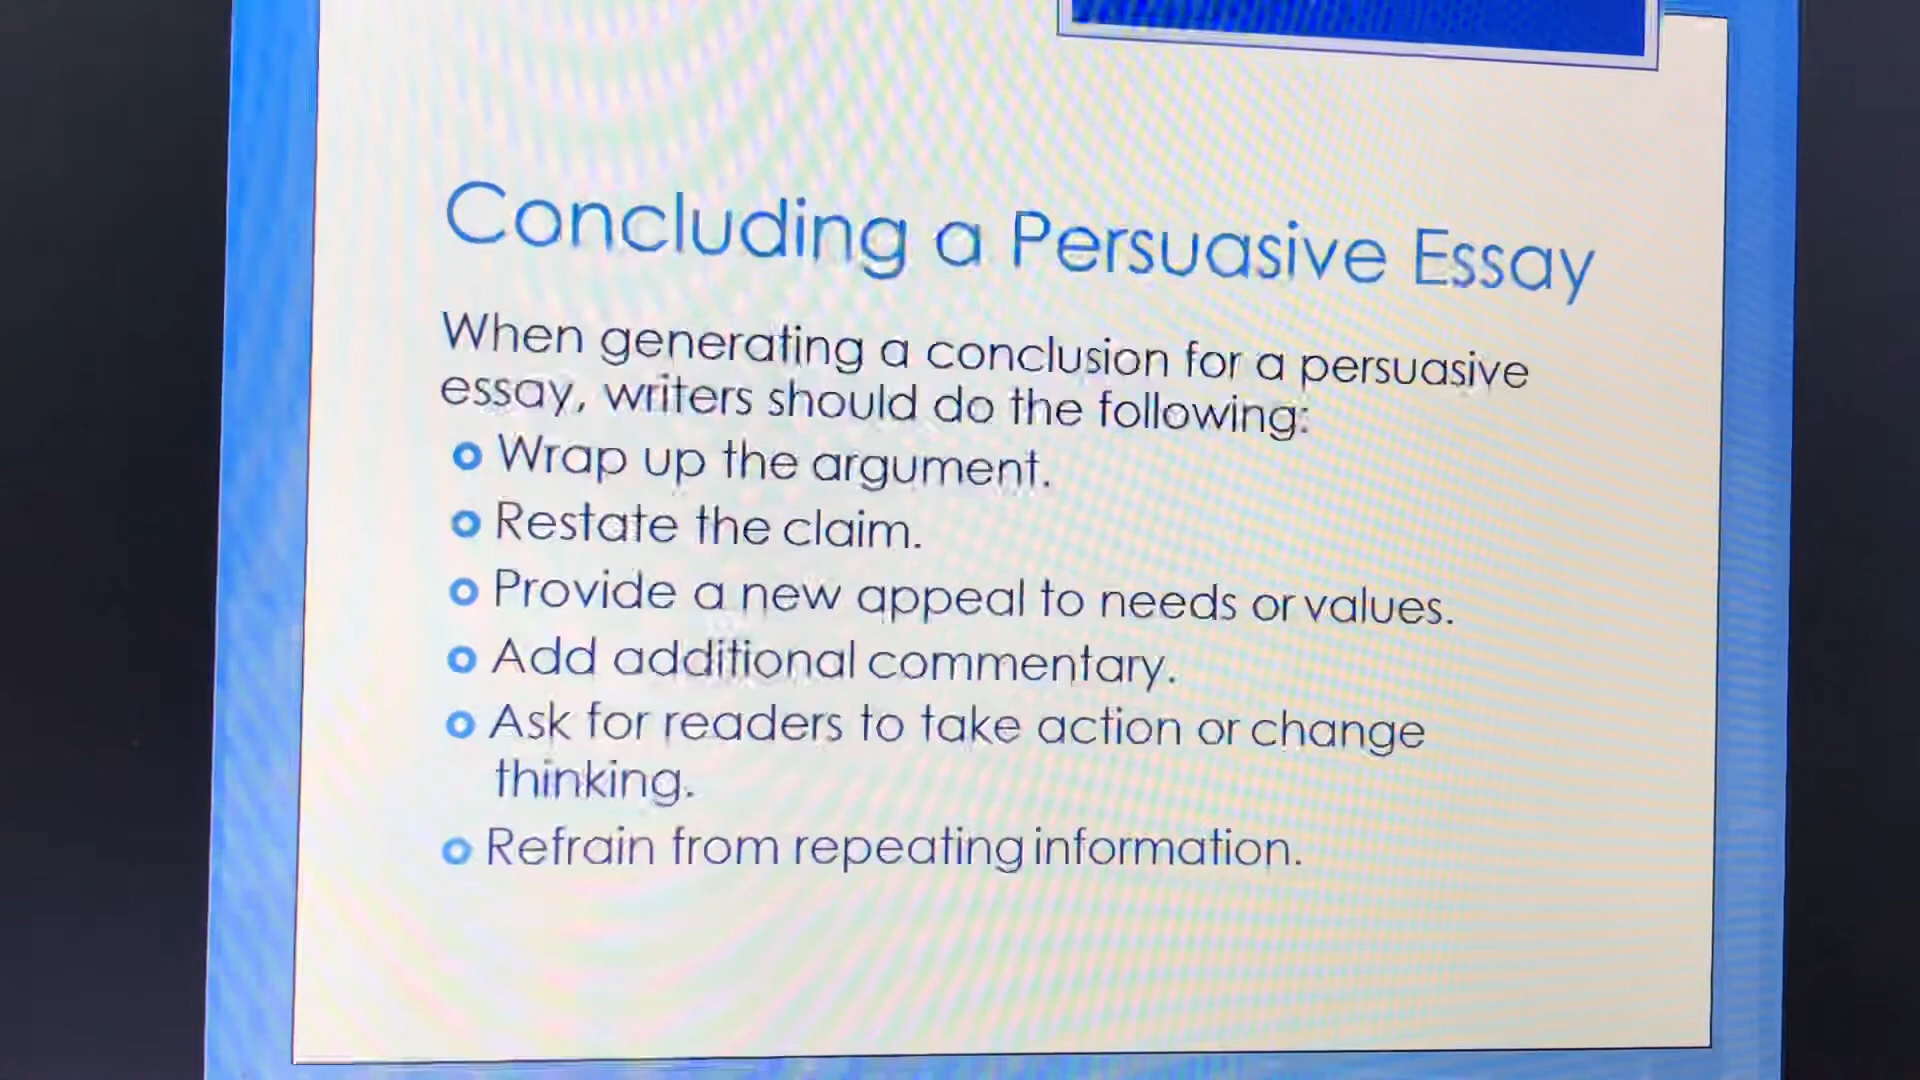 Concluding a Persuasive Essay
When generating a conclusion for a persuasive
essay, writers should do the following:
Wrap up the argument.
Restate the claim.
Provide a new appeal to needs or values.
Add additional commentary.
Ask for readers to take action or change
thinking.
Refrain from repeating information.